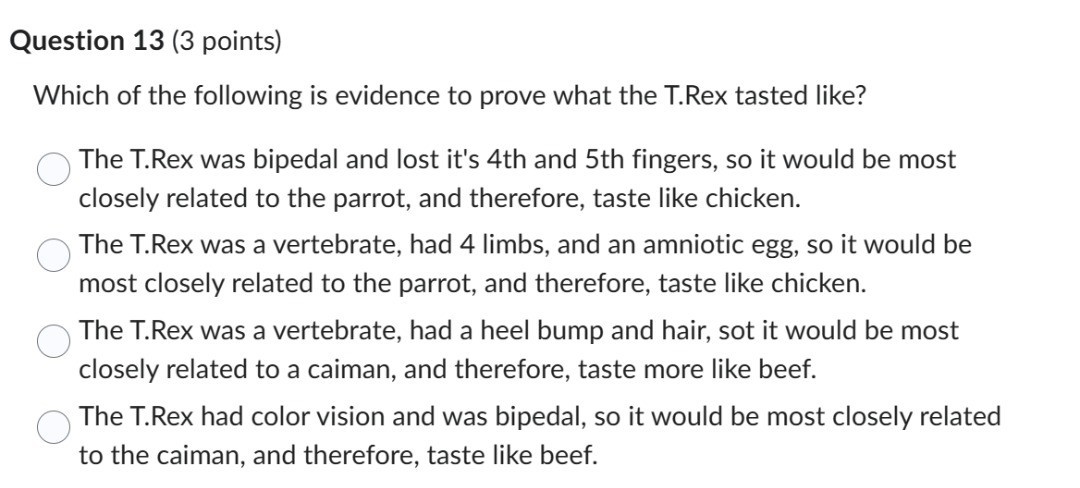 Question 13 (3 points)
Which of the following is evidence to prove what the T.Rex tasted like?
The T.Rex was bipedal and lost it's 4th and 5th fingers, so it would be most
closely related to the parrot, and therefore, taste like chicken.
The T.Rex was a vertebrate, had 4 limbs, and an amniotic egg, so it would be
most closely related to the parrot, and therefore, taste like chicken.
The T.Rex was a vertebrate, had a heel bump and hair, sot it would be most
closely related to a caiman, and therefore, taste more like beef.
The T.Rex had color vision and was bipedal, so it would be most closely related
to the caiman, and therefore, taste like beef.